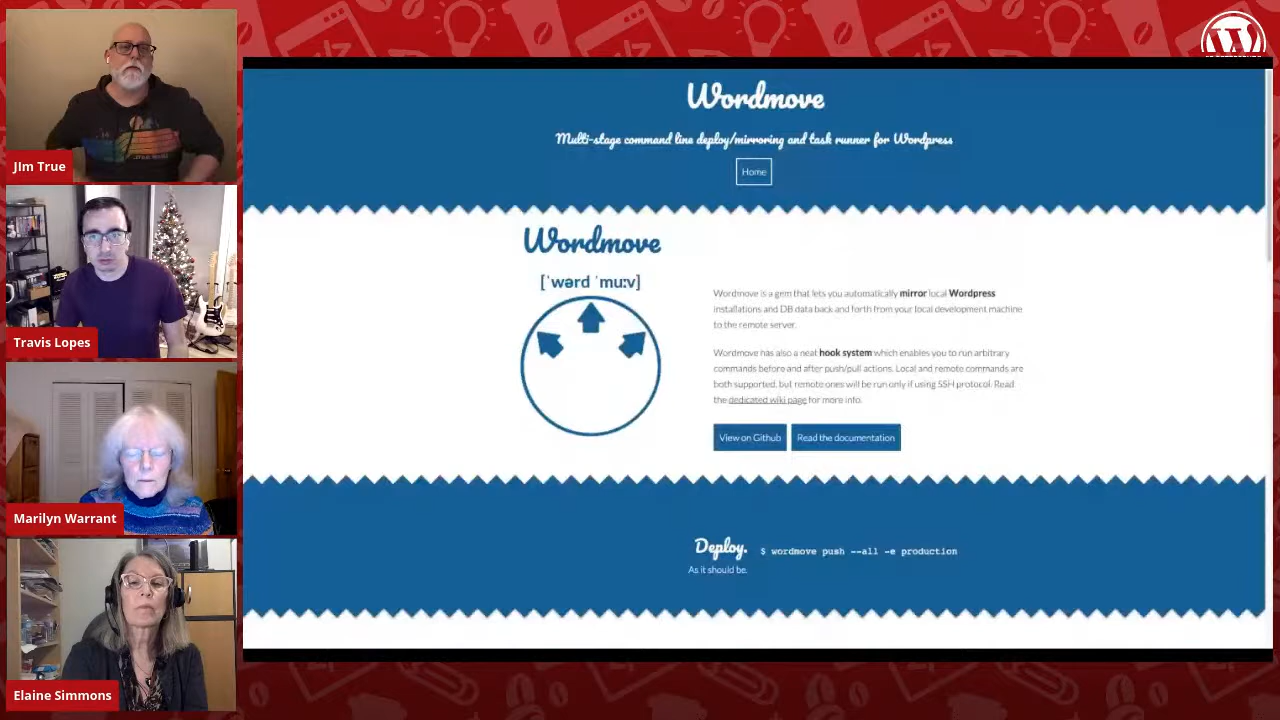 JIm True
Travis Lopes
Marilyn Warrant
Elaine Simmons
Wordmove
Multi-stage command line deploy/mirroring and task runner for Wordpress
Home
Wordmove
[ˈwərd ˈmuːv]
Wordmove is a gem that lets you automatically mirror local Wordpress
installations and DB data back and forth from your local development machine
to the remote server.
Wordmove has also a neat hook system which enables you to run arbitrary
commands before and after push/pull actions. Local and remote commands are
both supported, but remote ones will be run only if using SSH protocol. Read
the dedicated wiki page for more info.
View on Github
Read the documentation
Deploy.
As it should be.
$ wordmove push --all -e production